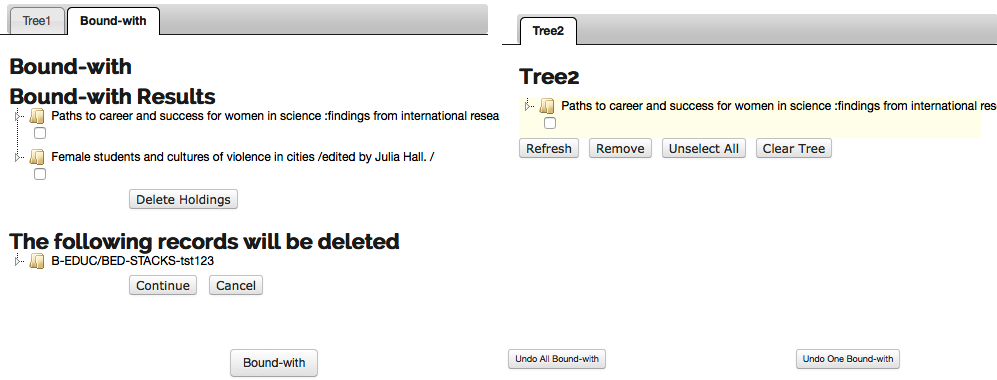 Tree1 Bound-with
Bound-with
Bound-with Results
Paths to career and success for women in science :findings from international resea
Female students and cultures of violence in cities /edited by Julia Hall. /
Delete Holdings
The following records will be deleted
B-EDUC/BED-STACKS-tst123
Continue Cancel
Bound-with
Tree2
Tree2
Paths to career and success for women in science :findings from international res
Refresh Remove Unselect All Clear Tree
Undo All Bound-with Undo One Bound-with